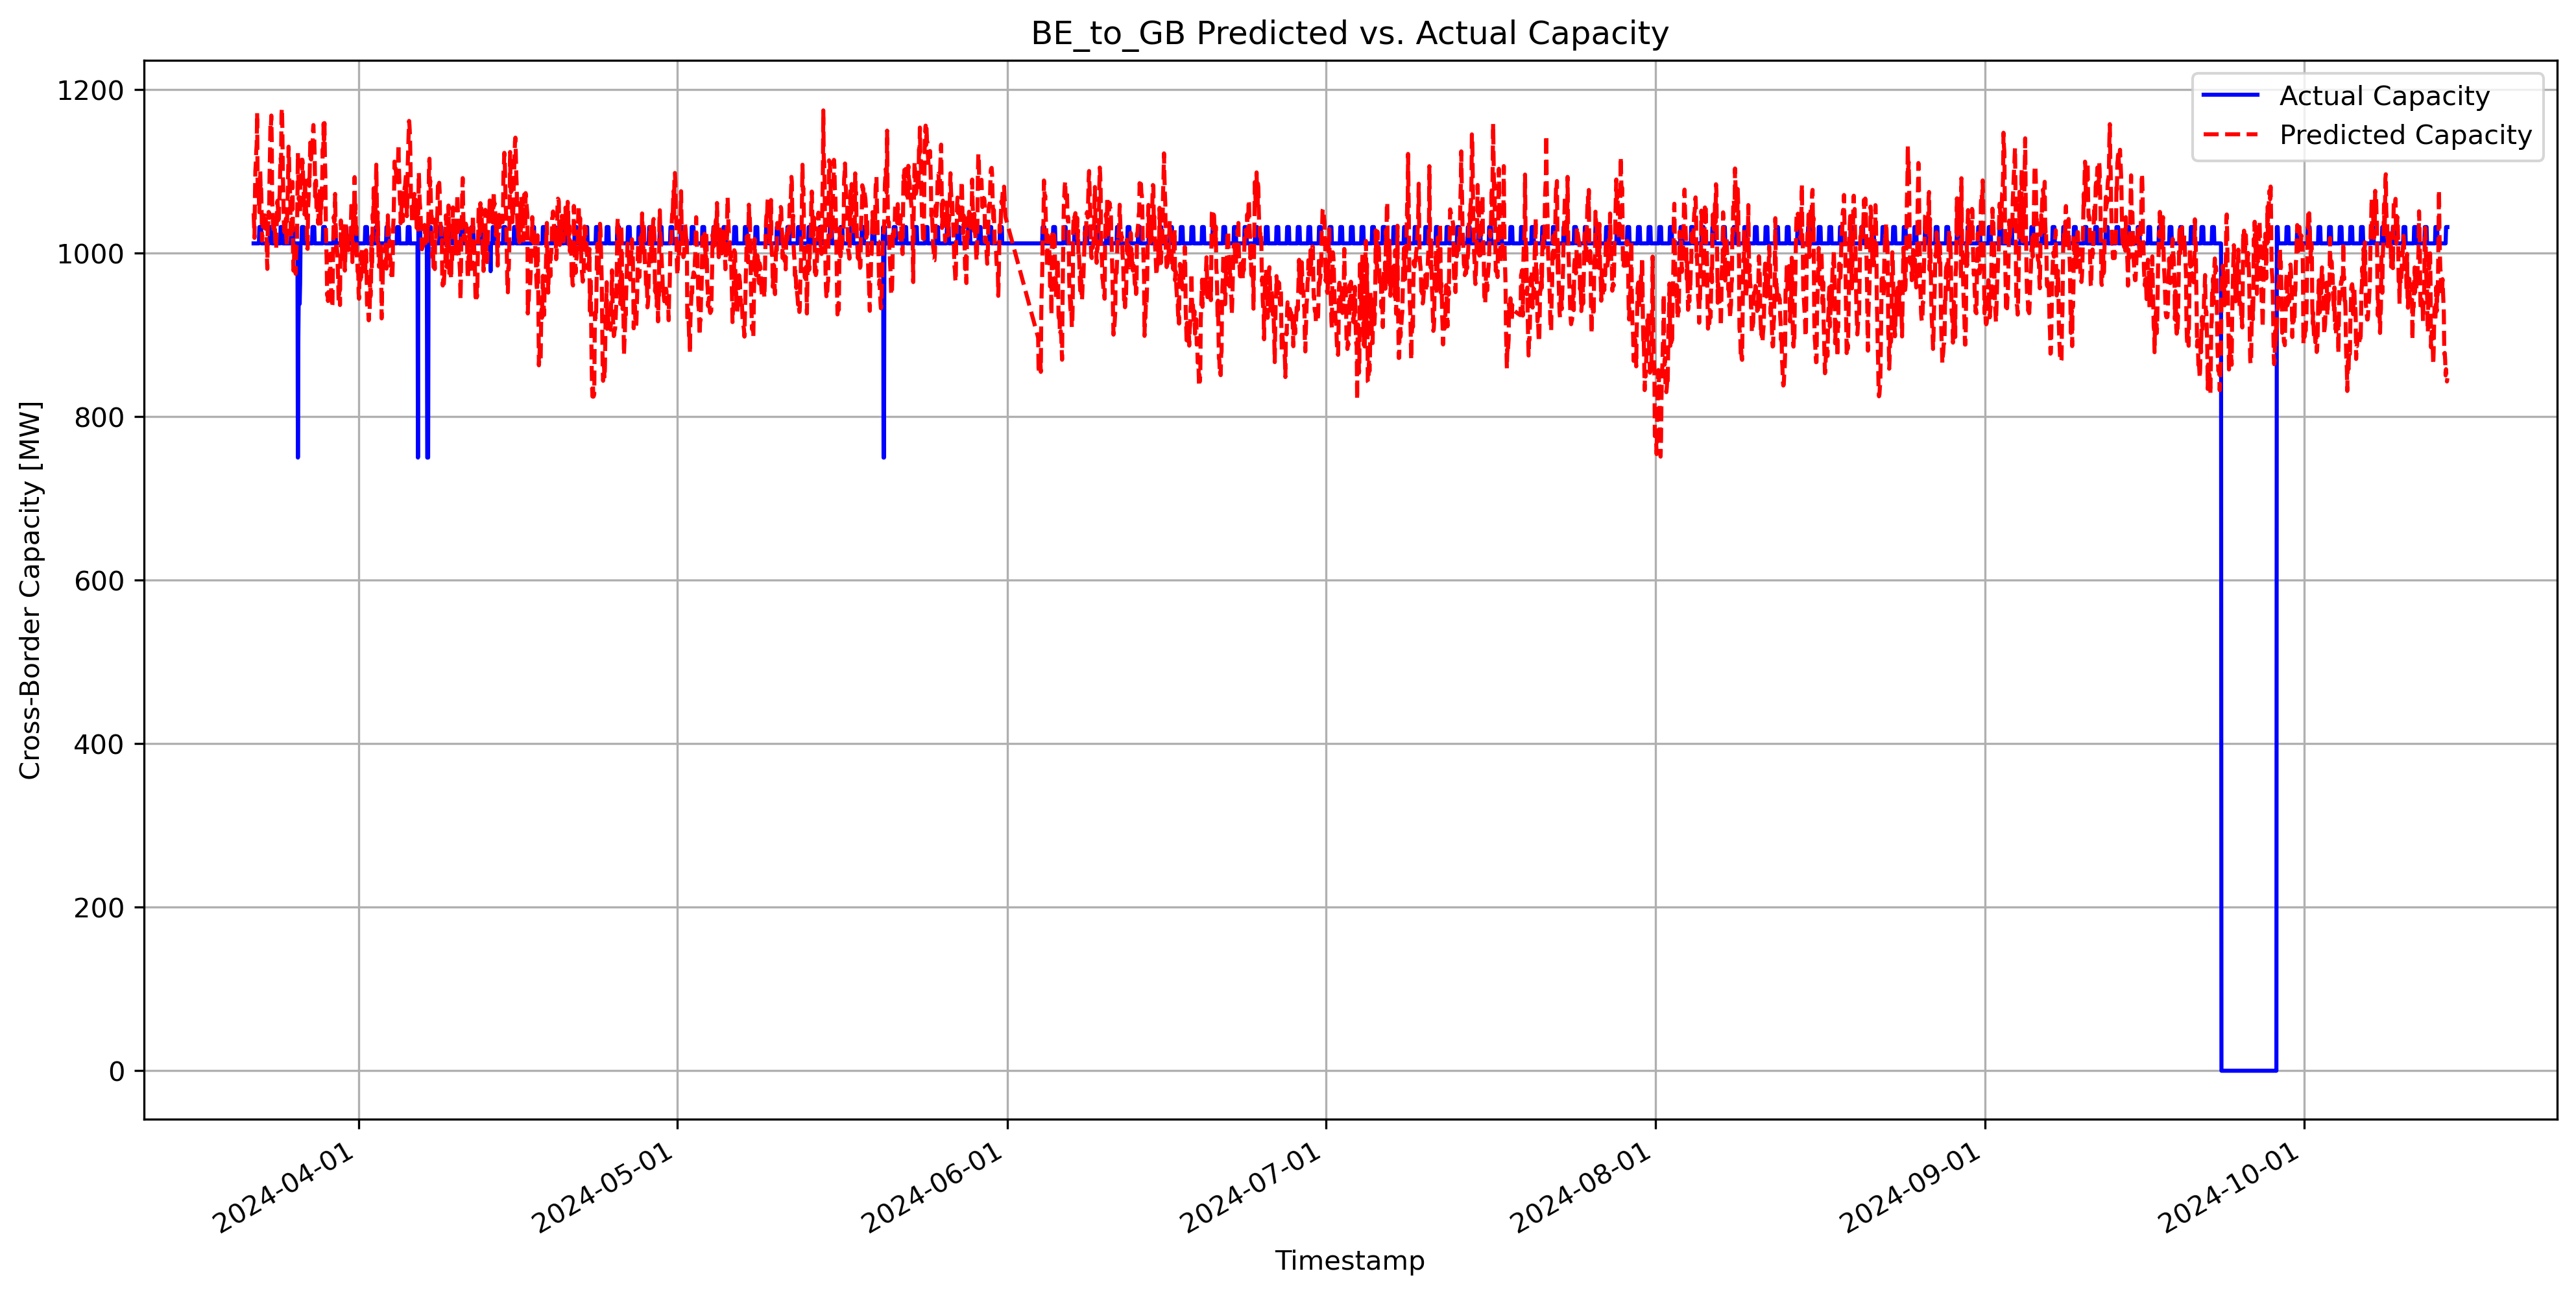 BE_to_GB Predicted vs. Actual Capacity
Actual Capacity
Predicted Capacity
Cross-Border Capacity [MW]
1200
1000
800
600
400
200
0
2024-04-01
2024-05-01
2024-06-01
2024-07-01
2024-08-01
2024-09-01
2024-10-01
Timestamp